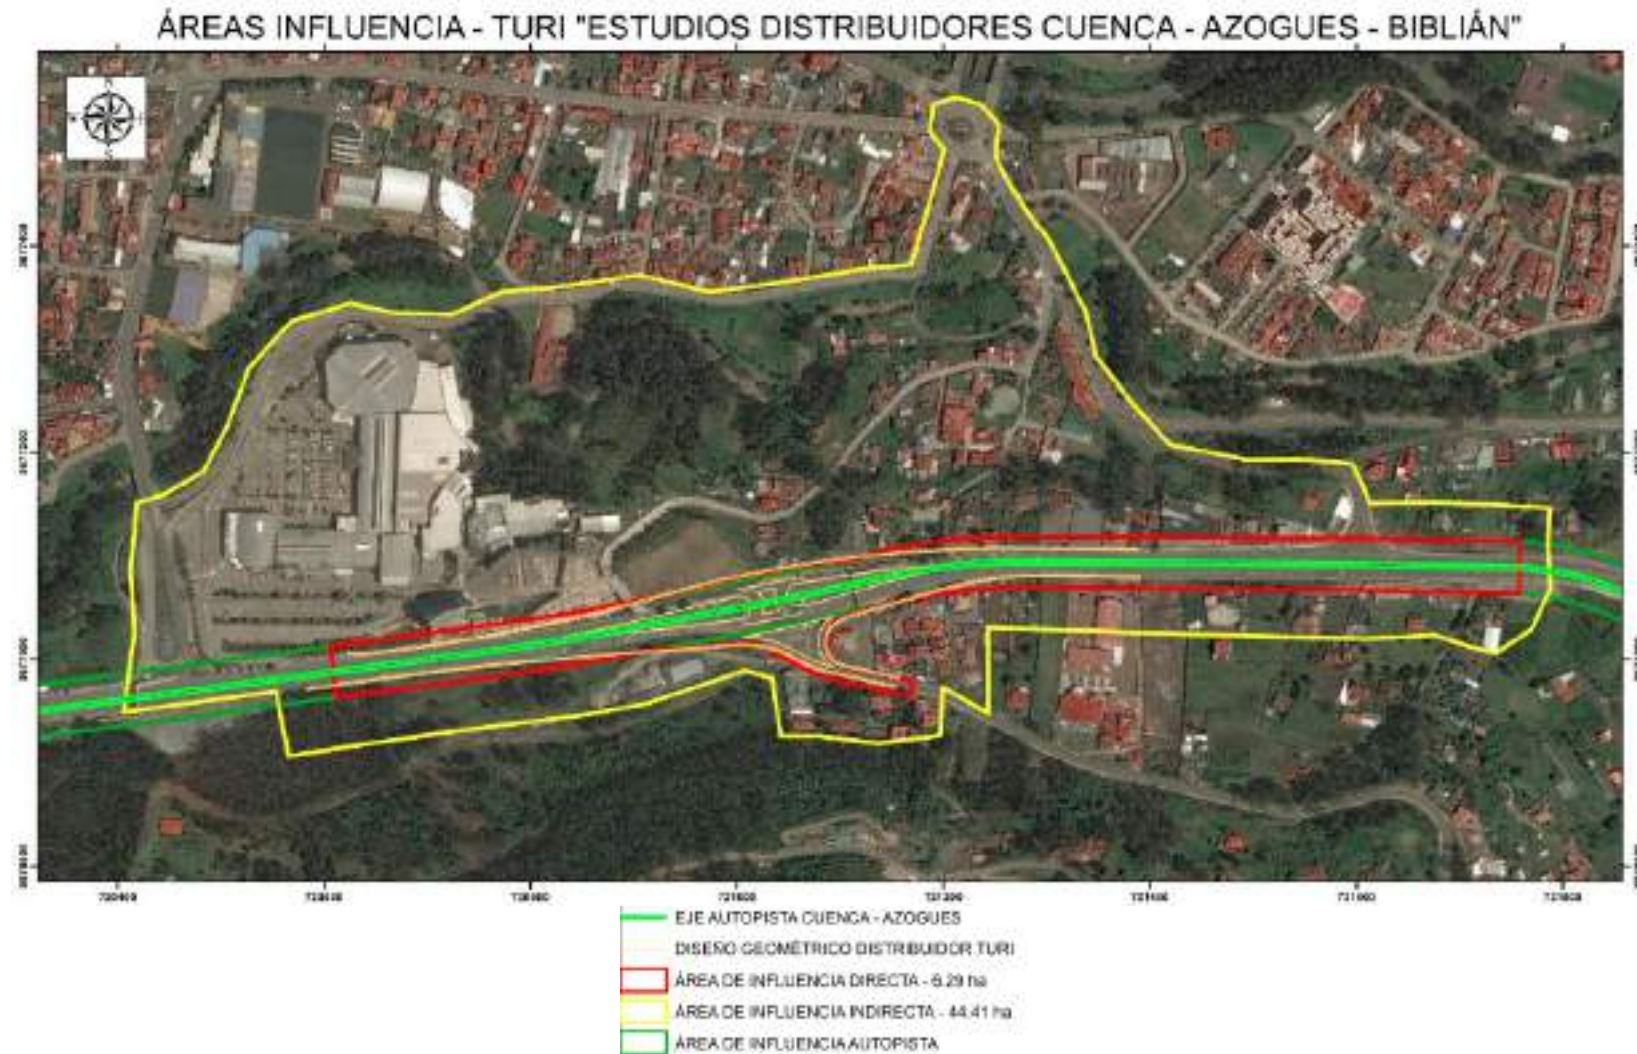 ÁREAS INFLUENCIA - TURI "ESTUDIOS DISTRIBUIDORES CUENCA - AZOGUES - BIBLIÁN"
EJE AUTOPISTA CUENCA - AZOGUES
DISEÑO GEOMÉTRICO DISTRIBUIDOR TURI
ÁREA DE INFLUENCIA DIRECTA - 6.29 ha
ÁREA DE INFLUENCIA INDIRECTA - 44.41 ha
ÁREA DE INFLUENCIA AUTOPISTA